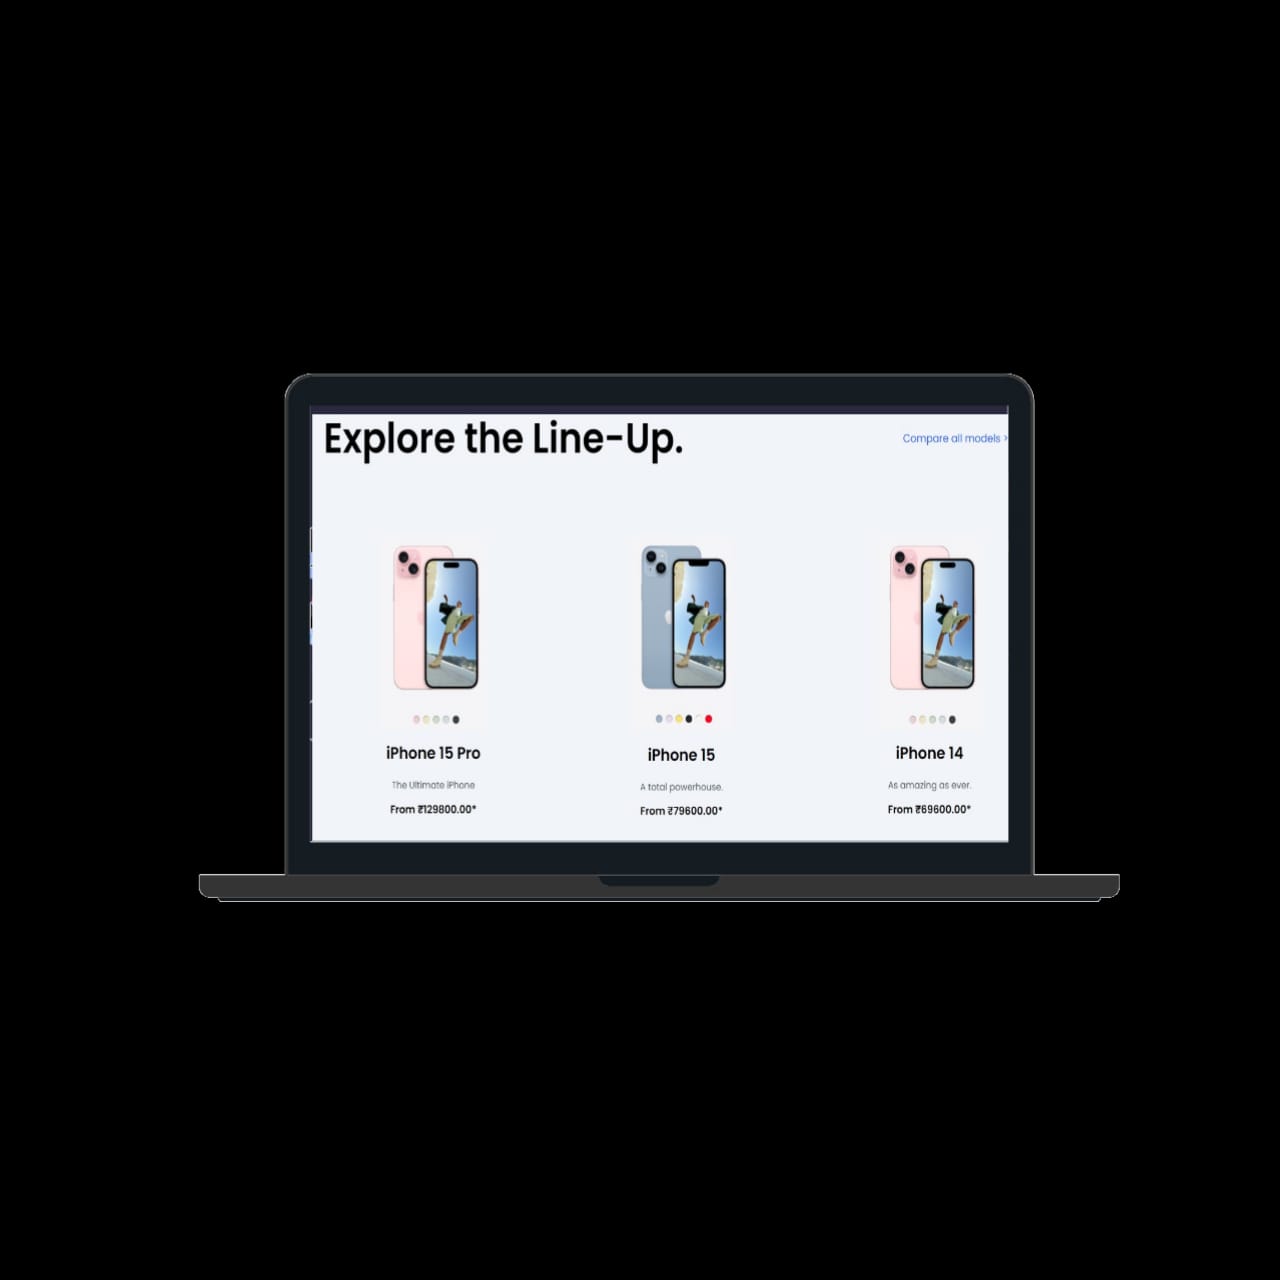 Explore the Line-Up.
Compare all models >
iPhone 15 Pro
The Ultimate iPhone
From ₹129800.00*
iPhone 15
A total powerhouse.
From ₹79600.00*
iPhone 14
As amazing as ever.
From ₹69600.00*